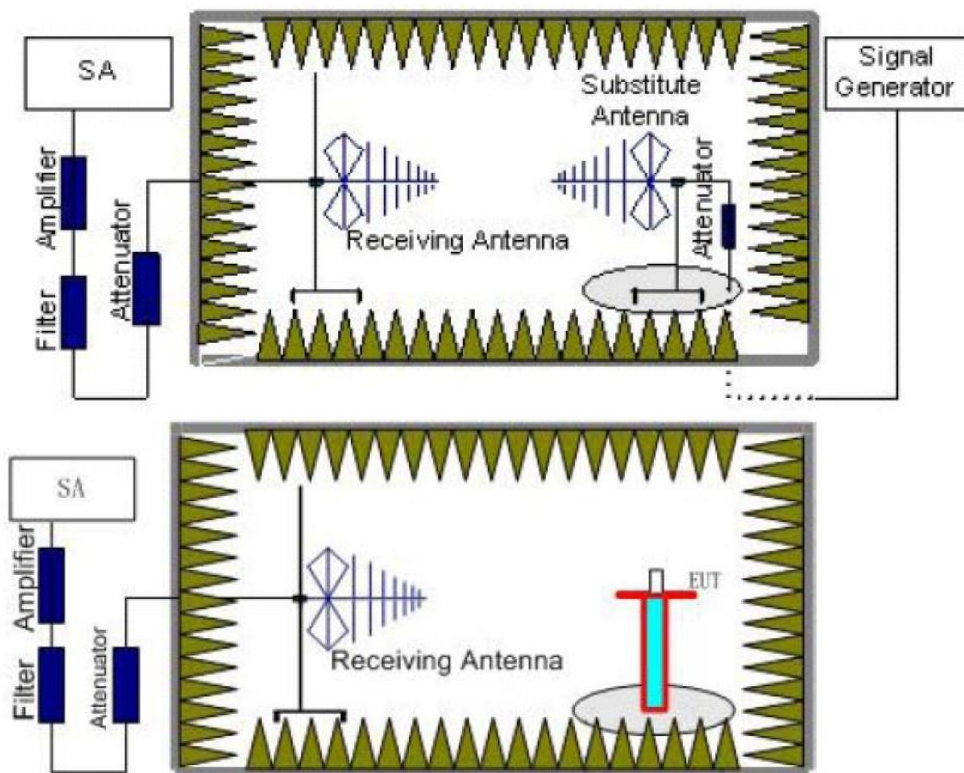 SA
Signal
Generator
Substitute
Antenna
Amplifier
Attenuator
Filter
Receiving Antenna
Attenuator
SA
Amplifier
Filter
Attenuator
Receiving Antenna
EUT